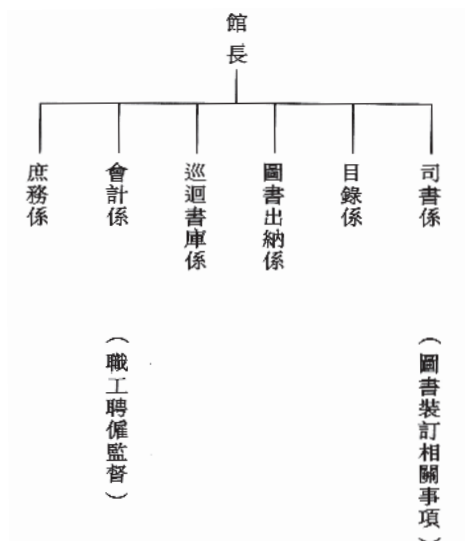 館長
司書係
（圖書裝訂相關事項）
目錄係
圖書出納係
巡迴書庫係
會計係
（職工聘僱監督）
庶務係